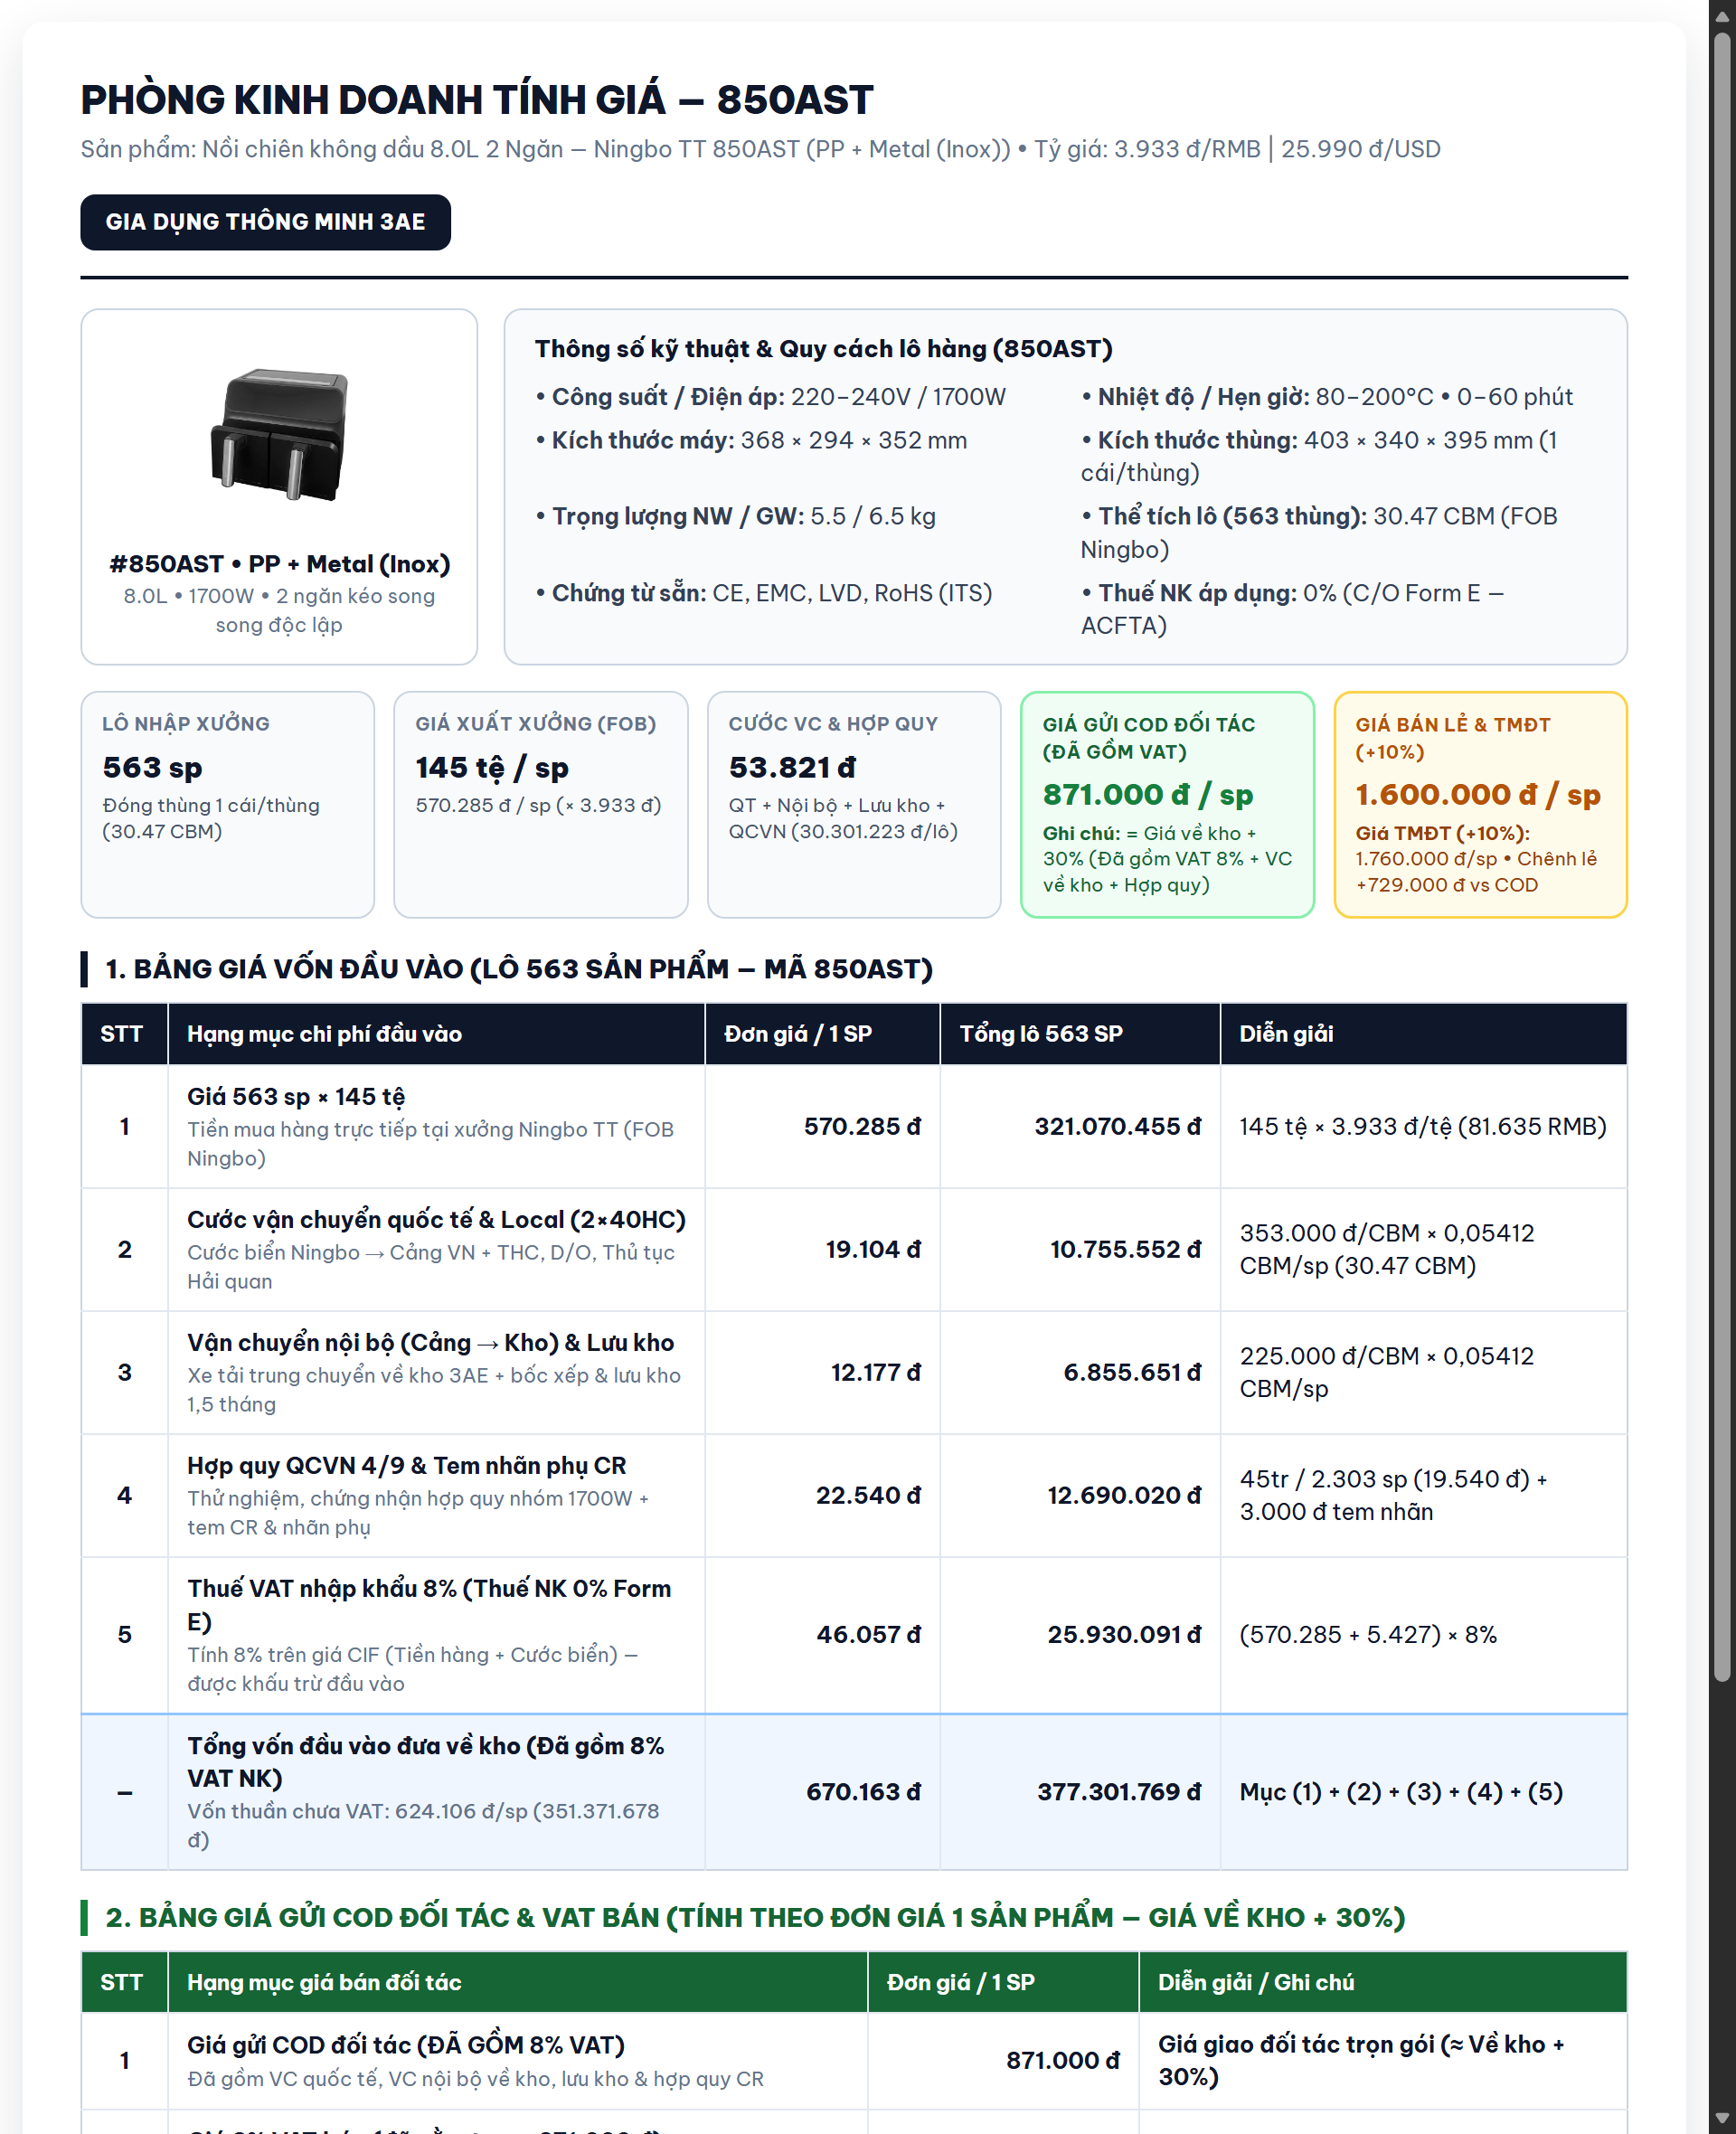 PHÒNG KINH DOANH TÍNH GIÁ – 850AST
Sản phẩm: Nồi chiên không dầu 8.0L 2 Ngăn – Ningbo TT 850AST (PP + Metal (Inox)) • Tỷ giá: 3.933 đ/RMB | 25.990 đ/USD
GIA DỤNG THÔNG MINH 3AE
#850AST • PP + Metal (Inox)
8.0L • 1700W • 2 ngăn kéo song
song độc lập
Thông số kỹ thuật & Quy cách lô hàng (850AST)
• Công suất / Điện áp: 220–240V / 1700W
• Nhiệt độ / Hẹn giờ: 80–200°C • 0–60 phút
• Kích thước máy: 368 × 294 × 352 mm
• Kích thước thùng: 403 × 340 × 395 mm (1
cái/thùng)
• Trọng lượng NW / GW: 5.5 / 6.5 kg
• Thể tích lô (563 thùng): 30.47 CBM (FOB
Ningbo)
• Chứng từ sẵn: CE, EMC, LVD, RoHS (ITS)
• Thuế NK áp dụng: 0% (C/O Form E –
ACFTA)
LÔ NHẬP XƯỞNG
563 sp
Đóng thùng 1 cái/thùng
(30.47 CBM)
GIÁ XUẤT XƯỞNG (FOB)
145 tệ / sp
570.285 đ / sp (× 3.933 đ)
CƯỚC VC & HỢP QUY
53.821 đ
QT + Nội bộ + Lưu kho +
QCVN (30.301.223 đ/lô)
GIÁ GỬI COD ĐỐI TÁC
(ĐÃ GỒM VAT)
871.000 đ / sp
Ghi chú: = Giá về kho +
30% (Đã gồm VAT 8% + VC
về kho + Hợp quy)
GIÁ BÁN LẺ & TMĐT
(+10%)
1.600.000 đ / sp
Giá TMĐT (+10%):
1.760.000 đ/sp • Chênh lẻ
+729.000 đ vs COD
1. BẢNG GIÁ VỐN ĐẦU VÀO (LÔ 563 SẢN PHẨM – MÃ 850AST)
STT Hạng mục chi phí đầu vào Đơn giá / 1 SP Tổng lô 563 SP Diễn giải
1
Giá 563 sp × 145 tệ
Tiền mua hàng trực tiếp tại xưởng Ningbo TT (FOB
Ningbo)
570.285 đ
321.070.455 đ
145 tệ × 3.933 đ/tệ (81.635 RMB)
2
Cước vận chuyển quốc tế & Local (2×40HC)
Cước biển Ningbo → Cảng VN + THC, D/O, Thủ tục
Hải quan
19.104 đ
10.755.552 đ
353.000 đ/CBM × 0,05412
CBM/sp (30.47 CBM)
3
Vận chuyển nội bộ (Cảng → Kho) & Lưu kho
Xe tải trung chuyển về kho 3AE + bốc xếp & lưu kho
1,5 tháng
12.177 đ
6.855.651 đ
225.000 đ/CBM × 0,05412
CBM/sp
4
Hợp quy QCVN 4/9 & Tem nhãn phụ CR
Thử nghiệm, chứng nhận hợp quy nhóm 1700W +
tem CR & nhãn phụ
22.540 đ
12.690.020 đ
45tr / 2.303 sp (19.540 đ) +
3.000 đ tem nhãn
5
Thuế VAT nhập khẩu 8% (Thuế NK 0% Form
E)
Tính 8% trên giá CIF (Tiền hàng + Cước biển) –
được khấu trừ đầu vào
46.057 đ
25.930.091 đ
(570.285 + 5.427) × 8%
–
Tổng vốn đầu vào đưa về kho (Đã gồm 8%
VAT NK)
Vốn thuần chưa VAT: 624.106 đ/sp (351.371.678
đ)
670.163 đ
377.301.769 đ
Mục (1) + (2) + (3) + (4) + (5)
2. BẢNG GIÁ GỬI COD ĐỐI TÁC & VAT BÁN (TÍNH THEO ĐƠN GIÁ 1 SẢN PHẨM – GIÁ VỀ KHO + 30%)
STT Hạng mục giá bán đối tác Đơn giá / 1 SP Diễn giải / Ghi chú
1
Giá gửi COD đối tác (ĐÃ GỒM 8% VAT)
Đã gồm VC quốc tế, VC nội bộ về kho, lưu kho & hợp quy CR
871.000 đ
Giá giao đối tác trọn gói (≈ Về kho +
30%)